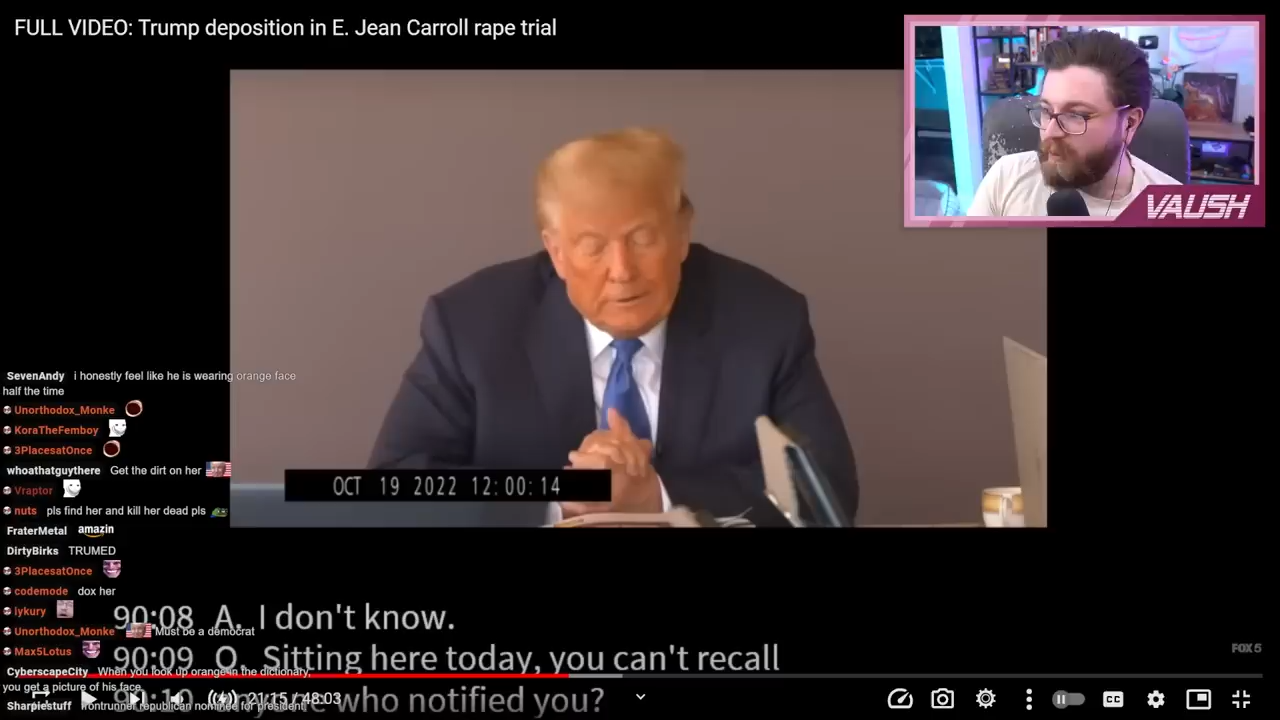 FULL VIDEO: Trump deposition in E. Jean Carroll rape trial
VAUSH
SevenAndy i honestly feel like he is wearing orange face
half the time
Unorthodox_Monke
KoraTheFemboy
3PlacesatOnce
whoathatguythere Get the dirt on her
Vraptor
nuts pls find her and kill her dead pls
FraterMetal amazin
DirtyBirks TRUMED
3PlacesatOnce
codemode dox her
iykury
Unorthodox_Monke Must be a democrat
Max5Lotus
CyberscapeCity When you look up orange in the dictionary,
you get a picture of his face
Sharpiestuff frontrunner republican nominee for president
OCT 19 2022 12:00:14
90:08 A. I don't know.
90:09 Q. Sitting here today, you can't recall
90:10 who notified you?
FOX 5
21:15 / 48:03
CC